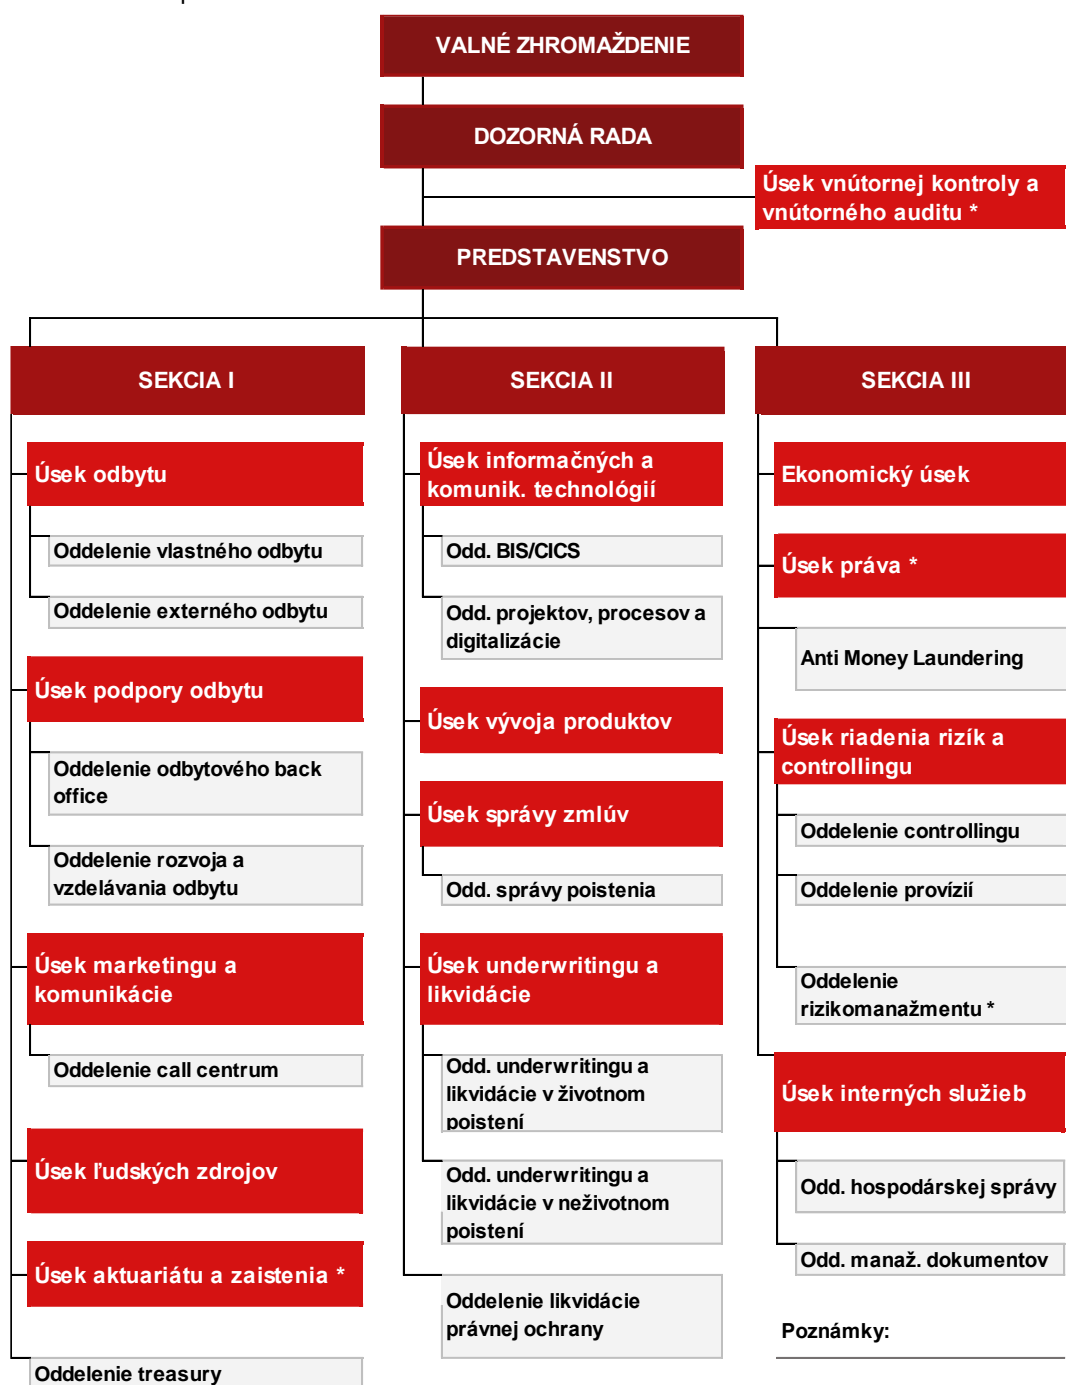 VALNÉ ZHROMAŽDENIE
DOZORNÁ RADA
Úsek vnútornej kontroly a
vnútorného auditu *
PREDSTAVENSTVO
SEKCIA I
Úsek odbytu
Oddelenie vlastného odbytu
Oddelenie externého odbytu
Úsek podpory odbytu
Oddelenie odbytového back
office
Oddelenie rozvoja a
vzdelávania odbytu
Úsek marketingu a
komunikácie
Oddelenie call centrum
Úsek ľudských zdrojov
Úsek aktuariátu a zaistenia *
Oddelenie treasury
SEKCIA II
Úsek informačných a
komunik. technológií
Odd. BIS/CICS
Odd. projektov, procesov a
digitalizácie
Úsek vývoja produktov
Úsek správy zmlúv
Odd. správy poistenia
Úsek underwritingu a
likvidácie
Odd. underwritingu a
likvidácie v životnom
poistení
Odd. underwritingu a
likvidácie v neživotnom
poistení
Oddelenie likvidácie
právnej ochrany
SEKCIA III
Ekonomický úsek
Úsek práva *
Anti Money Laundering
Úsek riadenia rizík a
controllingu
Oddelenie controllingu
Oddelenie provízií
Oddelenie
rizikomanažmentu *
Úsek interných služieb
Odd. hospodárskej správy
Odd. manaž. dokumentov
Poznámky: